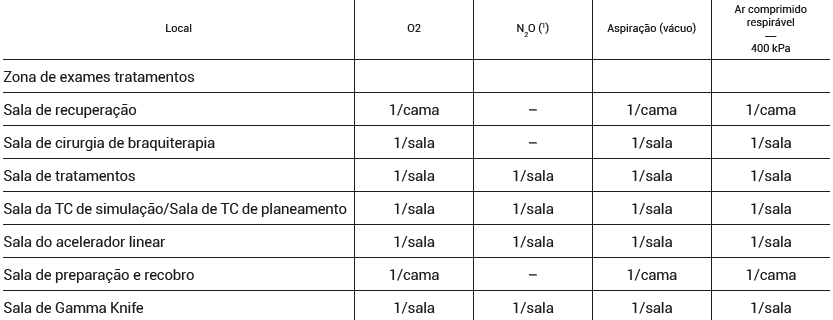 Local O2 N2O (1) Aspiração (vácuo) Ar comprimido
respirável
—
400 kPa
Zona de exames tratamentos
Sala de recuperação 1/cama – 1/cama 1/cama
Sala de cirurgia de braquiterapia 1/sala – 1/sala 1/sala
Sala de tratamentos 1/sala 1/sala 1/sala 1/sala
Sala da TC de simulação/Sala de TC de planeamento 1/sala 1/sala 1/sala 1/sala
Sala do acelerador linear 1/sala 1/sala 1/sala 1/sala
Sala de preparação e recobro 1/cama – 1/cama 1/cama
Sala de Gamma Knife 1/sala 1/sala 1/sala 1/sala